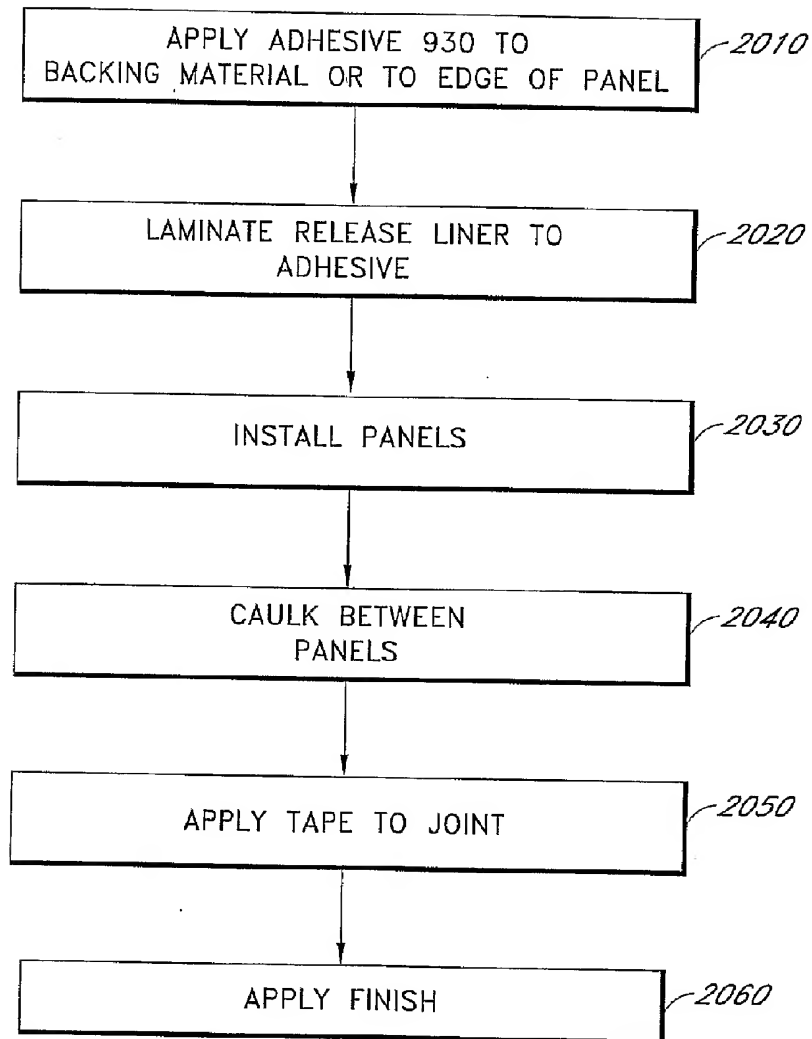 APPLY ADHESIVE 930 TO
BACKING MATERIAL OR TO EDGE OF PANEL
2010
LAMINATE RELEASE LINER TO
ADHESIVE
2020
INSTALL PANELS
2030
CAULK BETWEEN
PANELS
2040
APPLY TAPE TO JOINT
2050
APPLY FINISH
2060